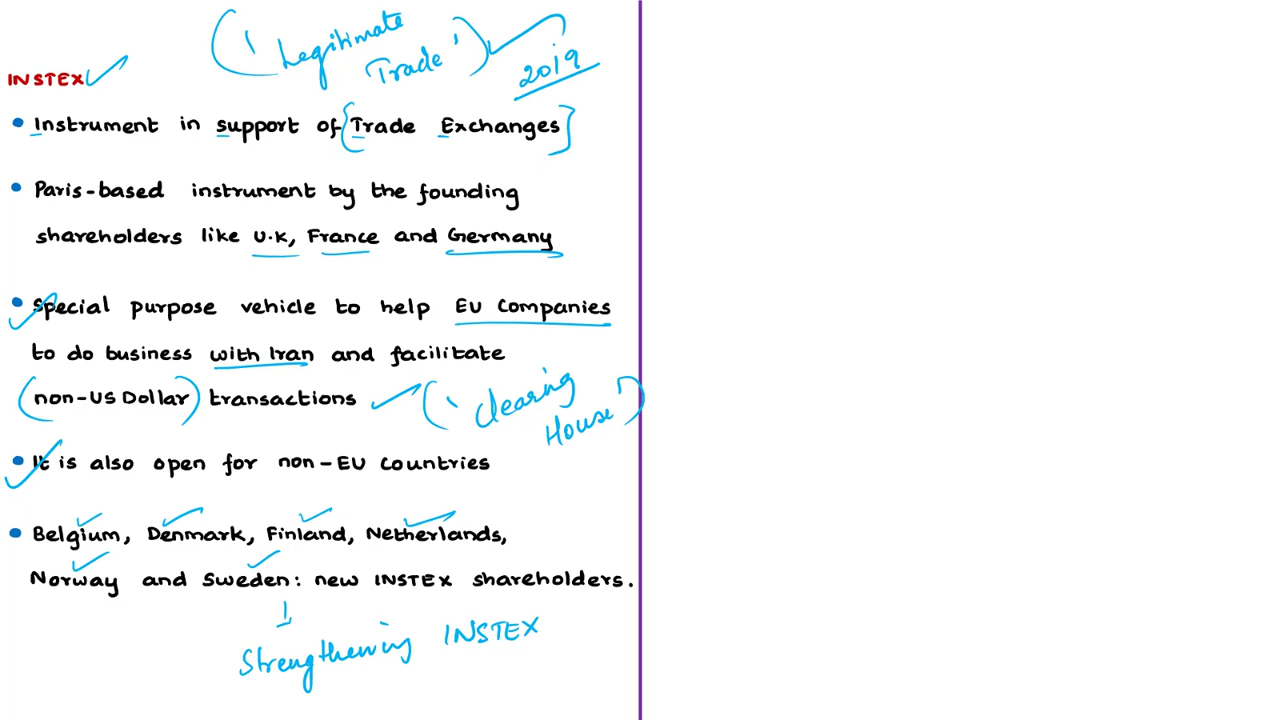 ('Legitimate
Trade')
2019
INSTEX
• Instrument in support of {Trade Exchanges]
• Paris-based instrument by the founding
shareholders like U.K, France and Germany
• Special purpose vehicle to help EU Companies
to do business with Iran and facilitate
(non-US Dollar) transactions
('Clearing
House')
• It is also open for non-EU countries
• Belgium, Denmark, Finland, Netherlands,
Norway and Sweden: new INSTEX shareholders.
Strengthening INSTEX